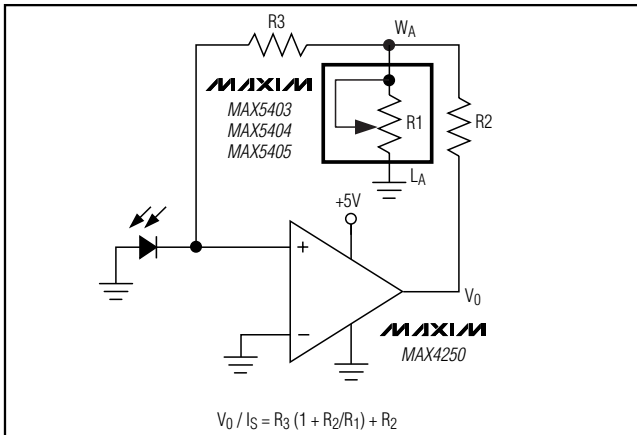 R3
WA
MAXIM
MAX5403
MAX5404
MAX5405
R1
R2
LA
+5V
+
−
V0
MAXIM
MAX4250
V0 / IS = R3 (1 + R2/R1) + R2